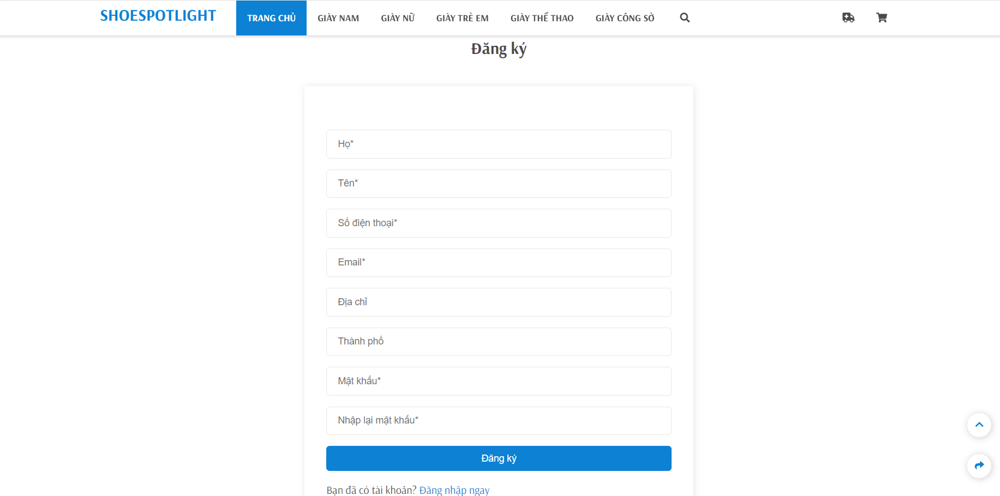 SHOESPOTLIGHT
TRANG CHỦ GIÀY NAM GIÀY NỮ GIÀY TRẺ EM GIÀY THỂ THAO GIÀY CÔNG SỞ
Đăng ký
Họ*
Tên*
Số điện thoại*
Email*
Địa chỉ
Thành phố
Mật khẩu*
Nhập lại mật khẩu*
Đăng ký
Bạn đã có tài khoản? Đăng nhập ngay